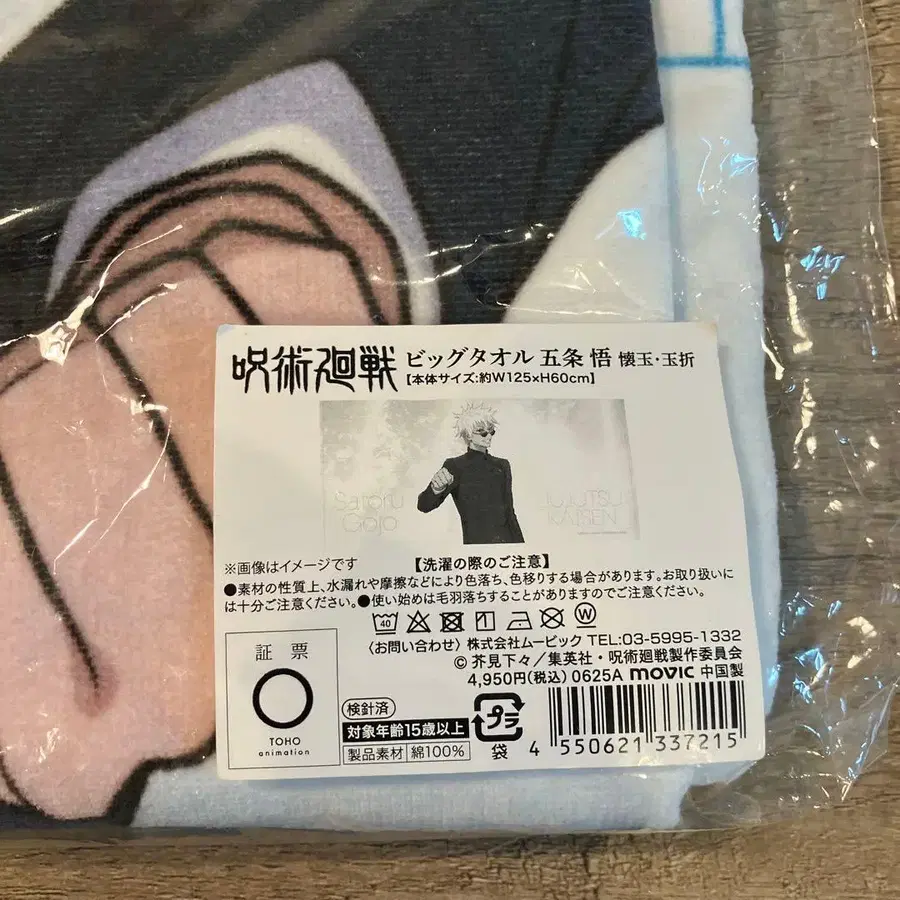 呪術廻戦 ビッグタオル 五条 悟 懐玉・玉折
【本体サイズ:約W125×H60cm】
Satoru
Gojo
JUJUTSU
KAISEN
※画像はイメージです
【洗濯の際のご注意】
●素材の性質上、水濡れや摩擦などにより色落ち、色移りする場合があります。お取り扱いに
は十分ご注意ください。●使い始めは毛羽落ちすることがありますのでご注意ください。
40 W
〈お問い合わせ〉株式会社ムービック TEL:03-5995-1332
© 芥見下々／集英社・呪術廻戦製作委員会
4,950円(税込) 0625A movic 中国製
証票
TOHO
animation
検針済
対象年齢15歳以上
製品素材 綿100%
プラ
袋
4 550621 337215